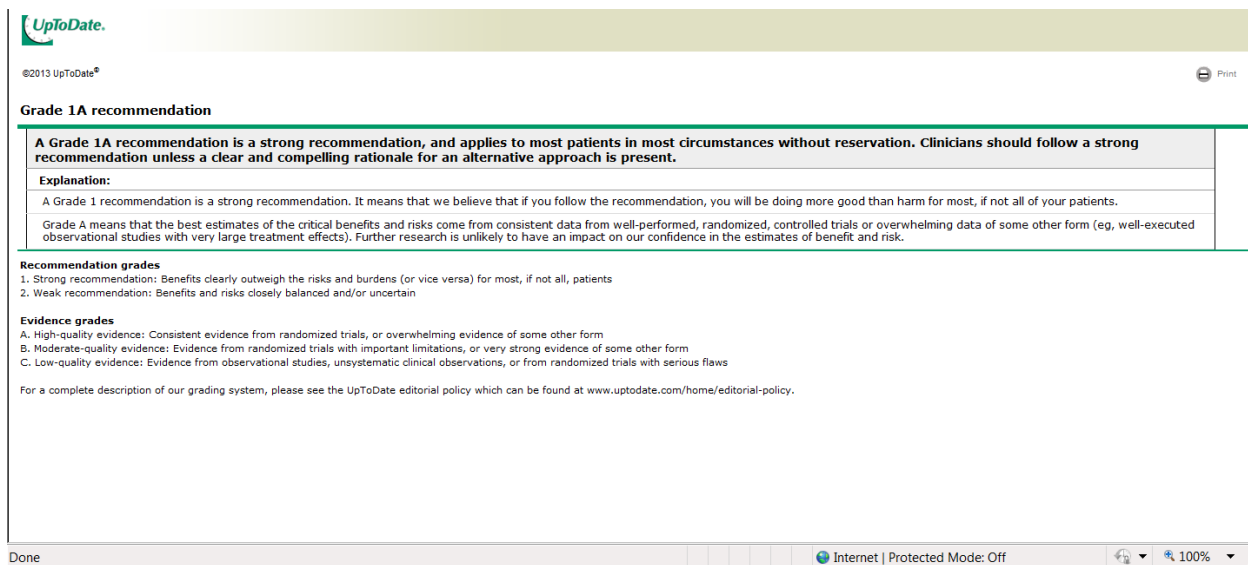 UpToDate.
©2013 UpToDate®
Print
Grade 1A recommendation
A Grade 1A recommendation is a strong recommendation, and applies to most patients in most circumstances without reservation. Clinicians should follow a strong
recommendation unless a clear and compelling rationale for an alternative approach is present.
Explanation:
A Grade 1 recommendation is a strong recommendation. It means that we believe that if you follow the recommendation, you will be doing more good than harm for most, if not all of your patients.
Grade A means that the best estimates of the critical benefits and risks come from consistent data from well-performed, randomized, controlled trials or overwhelming data of some other form (eg, well-executed
observational studies with very large treatment effects). Further research is unlikely to have an impact on our confidence in the estimates of benefit and risk.
Recommendation grades
1. Strong recommendation: Benefits clearly outweigh the risks and burdens (or vice versa) for most, if not all, patients
2. Weak recommendation: Benefits and risks closely balanced and/or uncertain
Evidence grades
A. High-quality evidence: Consistent evidence from randomized trials, or overwhelming evidence of some other form
B. Moderate-quality evidence: Evidence from randomized trials with important limitations, or very strong evidence of some other form
C. Low-quality evidence: Evidence from observational studies, unsystematic clinical observations, or from randomized trials with serious flaws
For a complete description of our grading system, please see the UpToDate editorial policy which can be found at www.uptodate.com/home/editorial-policy.
Done
Internet | Protected Mode: Off
100%